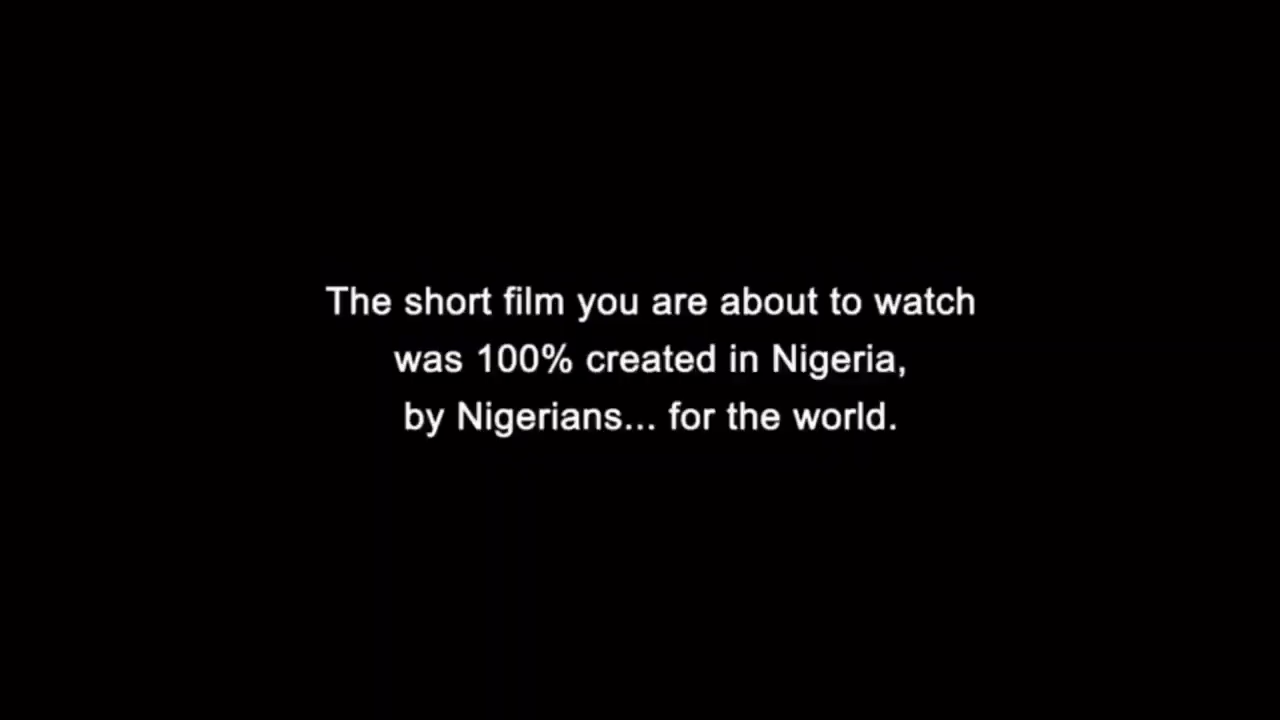 The short film you are about to watch
was 100% created in Nigeria,
by Nigerians... for the world.